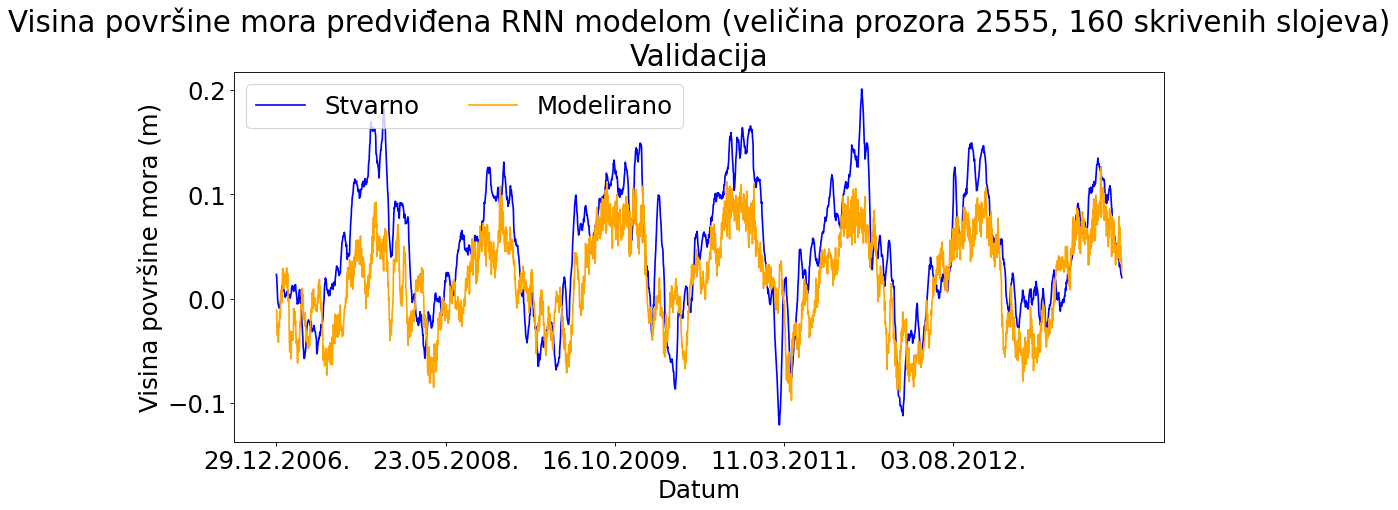 Visina površine mora predviđena RNN modelom (veličina prozora 2555, 160 skrivenih slojeva)
Validacija
Stvarno Modelirano
Visina površine mora (m)
0.2
0.1
0.0
−0.1
29.12.2006. 23.05.2008. 16.10.2009. 11.03.2011. 03.08.2012.
Datum